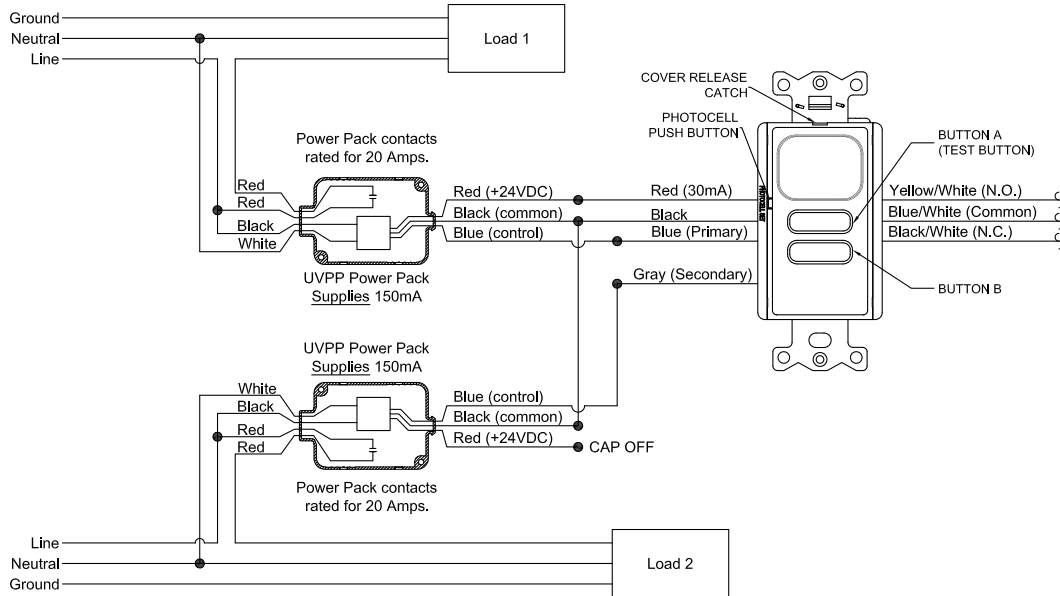 Ground
Neutral
Line
Load 1
COVER RELEASE
CATCH
PHOTOCELL
PUSH BUTTON
BUTTON A
(TEST BUTTON)
BUTTON B
Power Pack contacts
rated for 20 Amps.
Red
Red
Black
White
Red (+24VDC)
Black (common)
Blue (control)
Red (30mA)
Black
Blue (Primary)
Gray (Secondary)
Yellow/White (N.O.)
Blue/White (Common)
Black/White (N.C.)
UVPP Power Pack
Supplies 150mA
UVPP Power Pack
Supplies 150mA
White
Black
Red
Red
Blue (control)
Black (common)
Red (+24VDC)
CAP OFF
Power Pack contacts
rated for 20 Amps.
Line
Neutral
Ground
Load 2